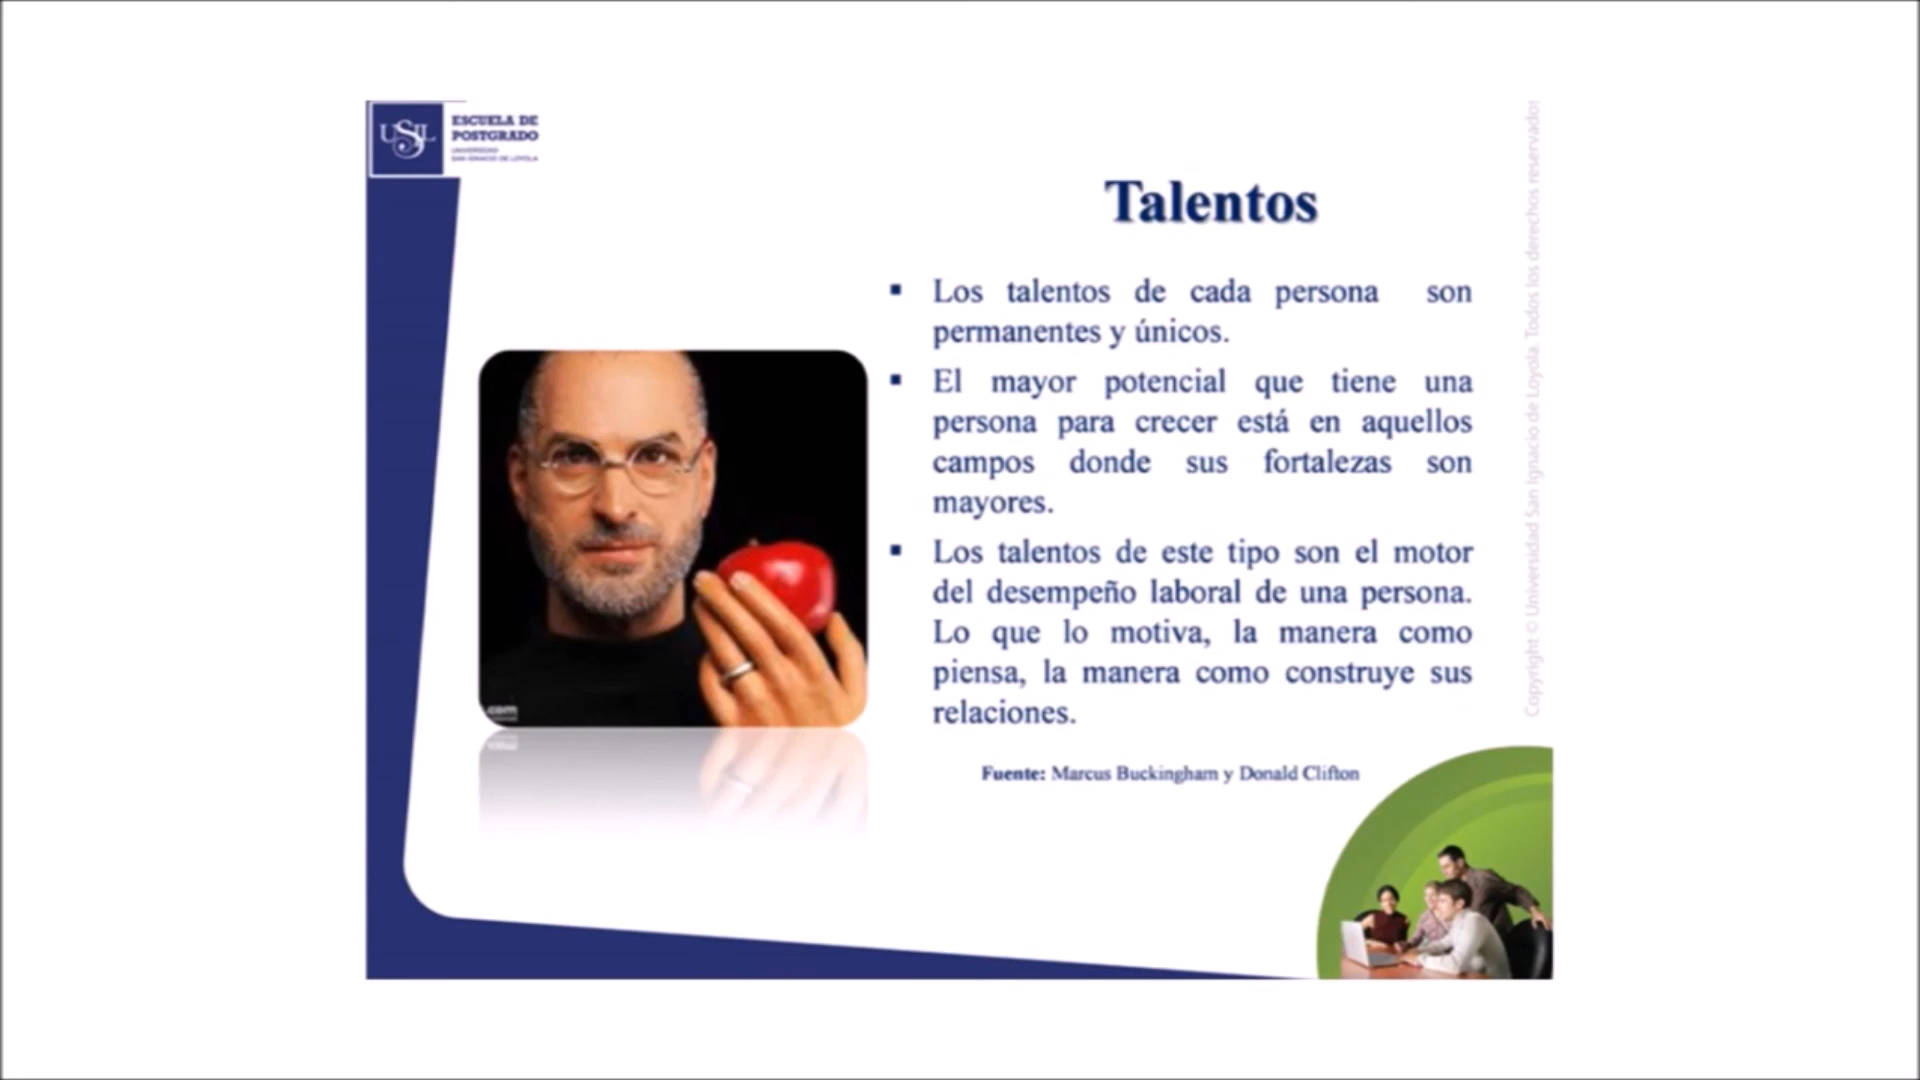 USIL
ESCUELA DE
POSTGRADO
UNIVERSIDAD
SAN IGNACIO DE LOYOLA
Talentos
▪ Los talentos de cada persona son
permanentes y únicos.
▪ El mayor potencial que tiene una
persona para crecer está en aquellos
campos donde sus fortalezas son
mayores.
▪ Los talentos de este tipo son el motor
del desempeño laboral de una persona.
Lo que lo motiva, la manera como
piensa, la manera como construye sus
relaciones.
Fuente: Marcus Buckingham y Donald Clifton
.com
Copyright © Universidad San Ignacio de Loyola. Todos los derechos reservados